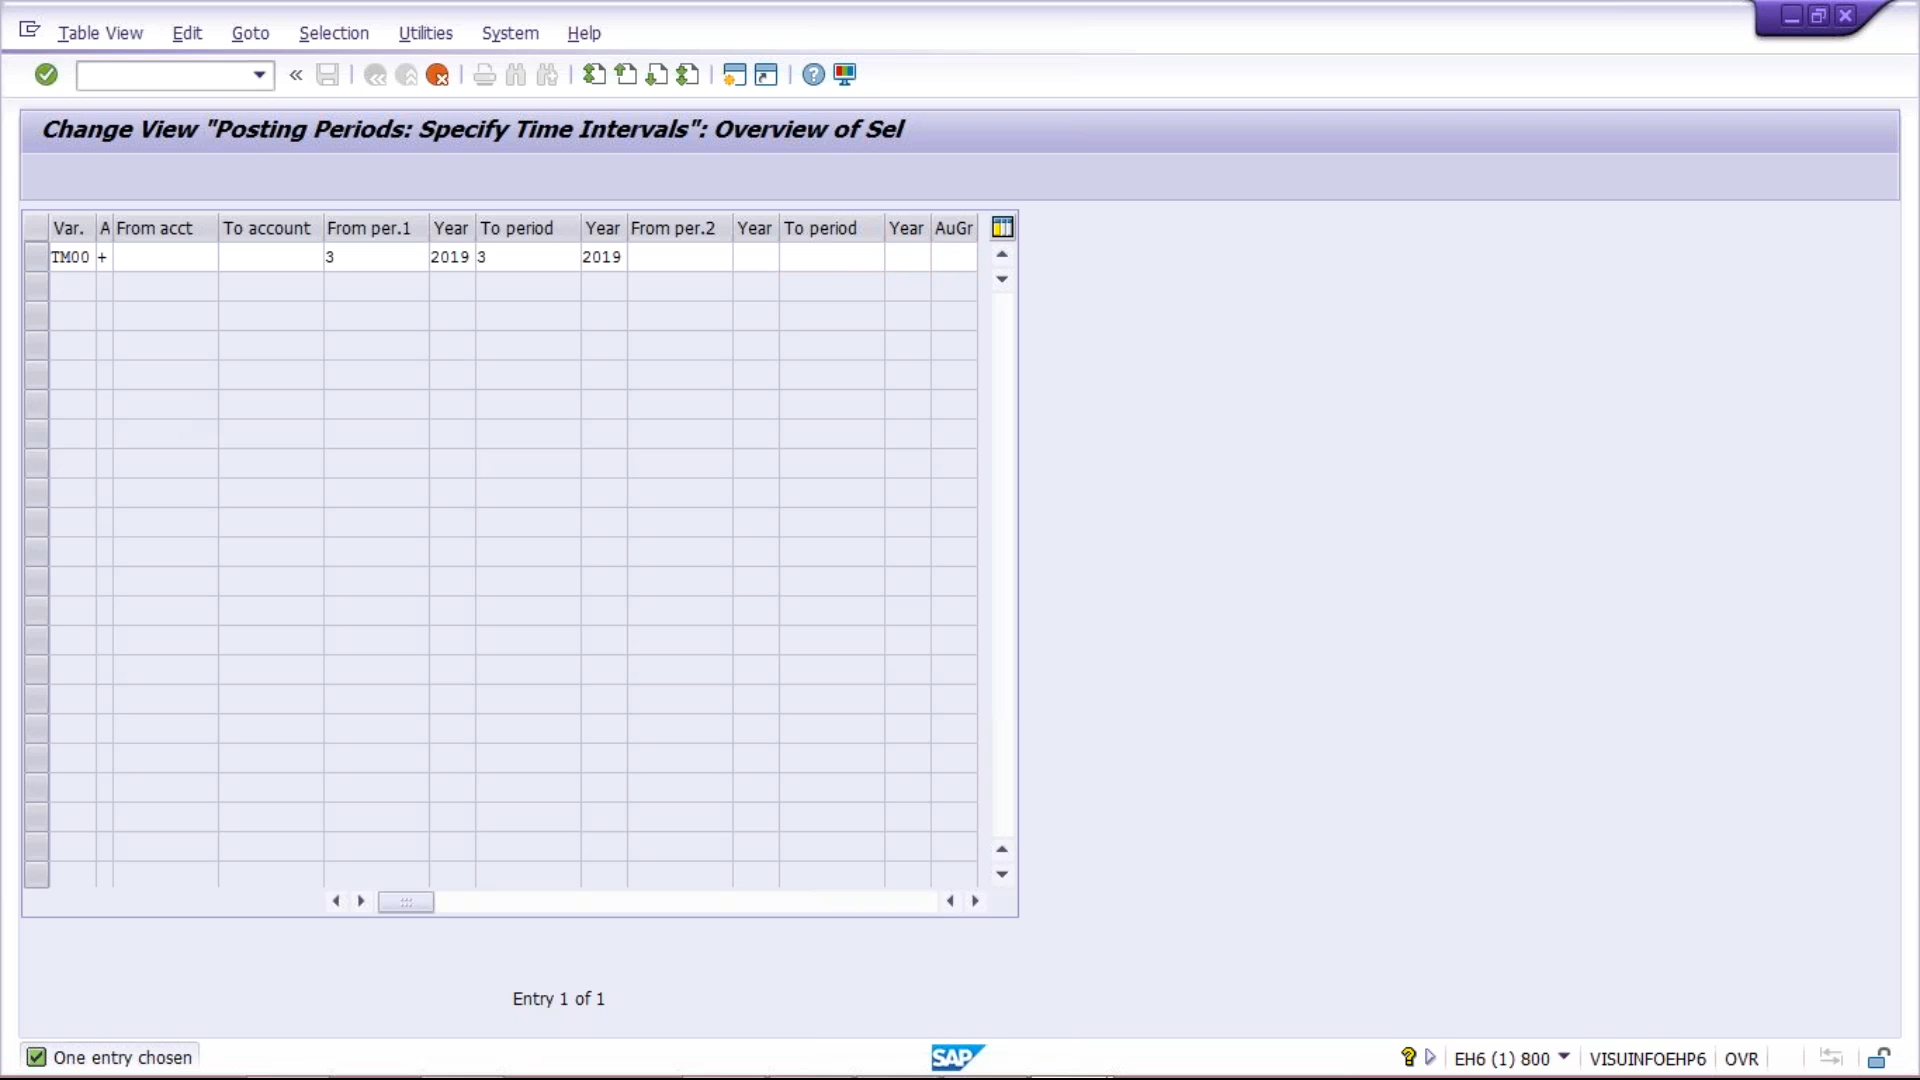 Table View Edit Goto Selection Utilities System Help
Change View "Posting Periods: Specify Time Intervals": Overview of Sel
Var. A From acct To account From per.1 Year To period Year From per.2 Year To period Year AuGr
TM00 + 3 2019 3 2019
Entry 1 of 1
One entry chosen SAP EH6 (1) 800 VISUINFOEHP6 OVR